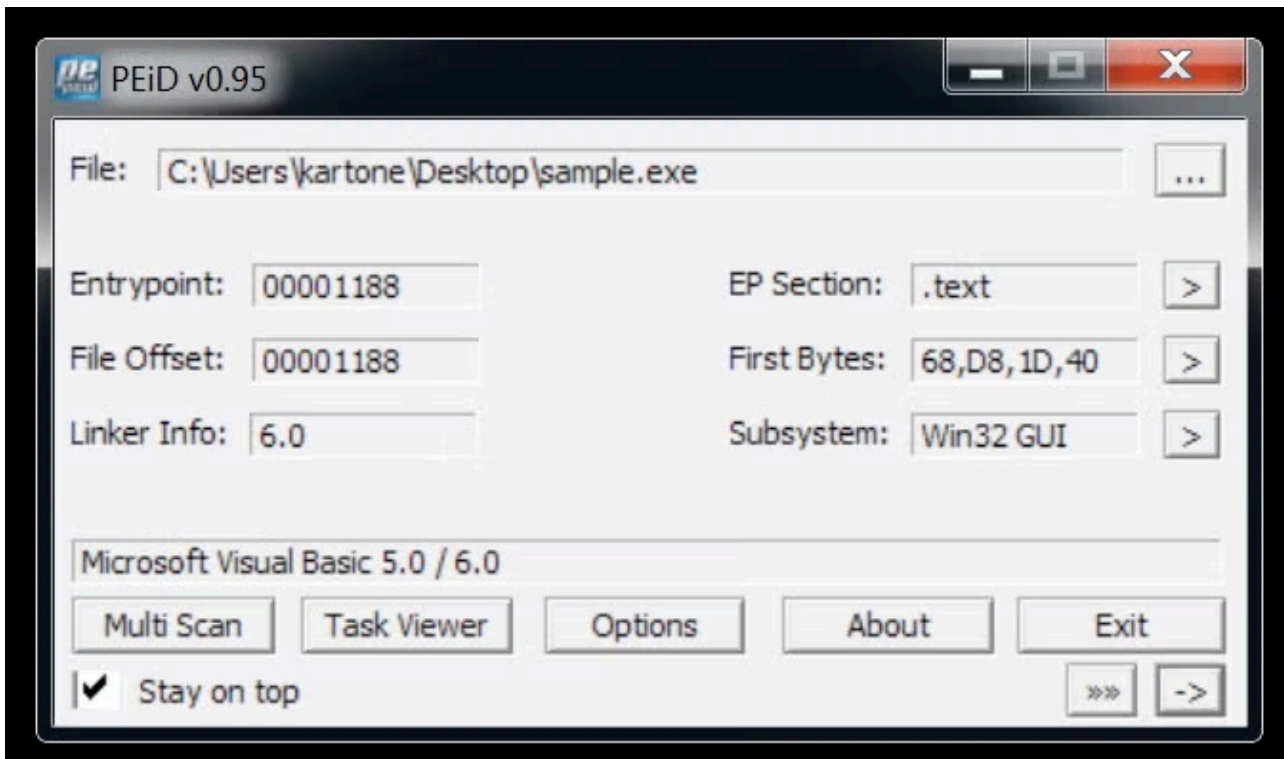 PEiD v0.95
File: C:\Users\kartone\Desktop\sample.exe ...
Entrypoint: 00001188 EP Section: .text >
File Offset: 00001188 First Bytes: 68,D8,1D,40 >
Linker Info: 6.0 Subsystem: Win32 GUI >
Microsoft Visual Basic 5.0 / 6.0
Multi Scan Task Viewer Options About Exit
Stay on top »» ->